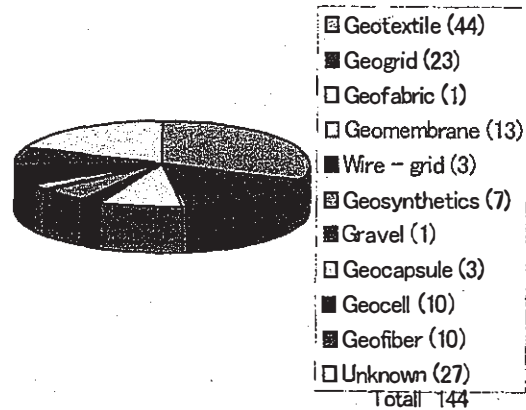 Geotextile (44)
Geogrid (23)
Geofabric (1)
Geomembrane (13)
Wire - grid (3)
Geosynthetics (7)
Gravel (1)
Geocapsule (3)
Geocell (10)
Geofiber (10)
Unknown (27)
Totall 144